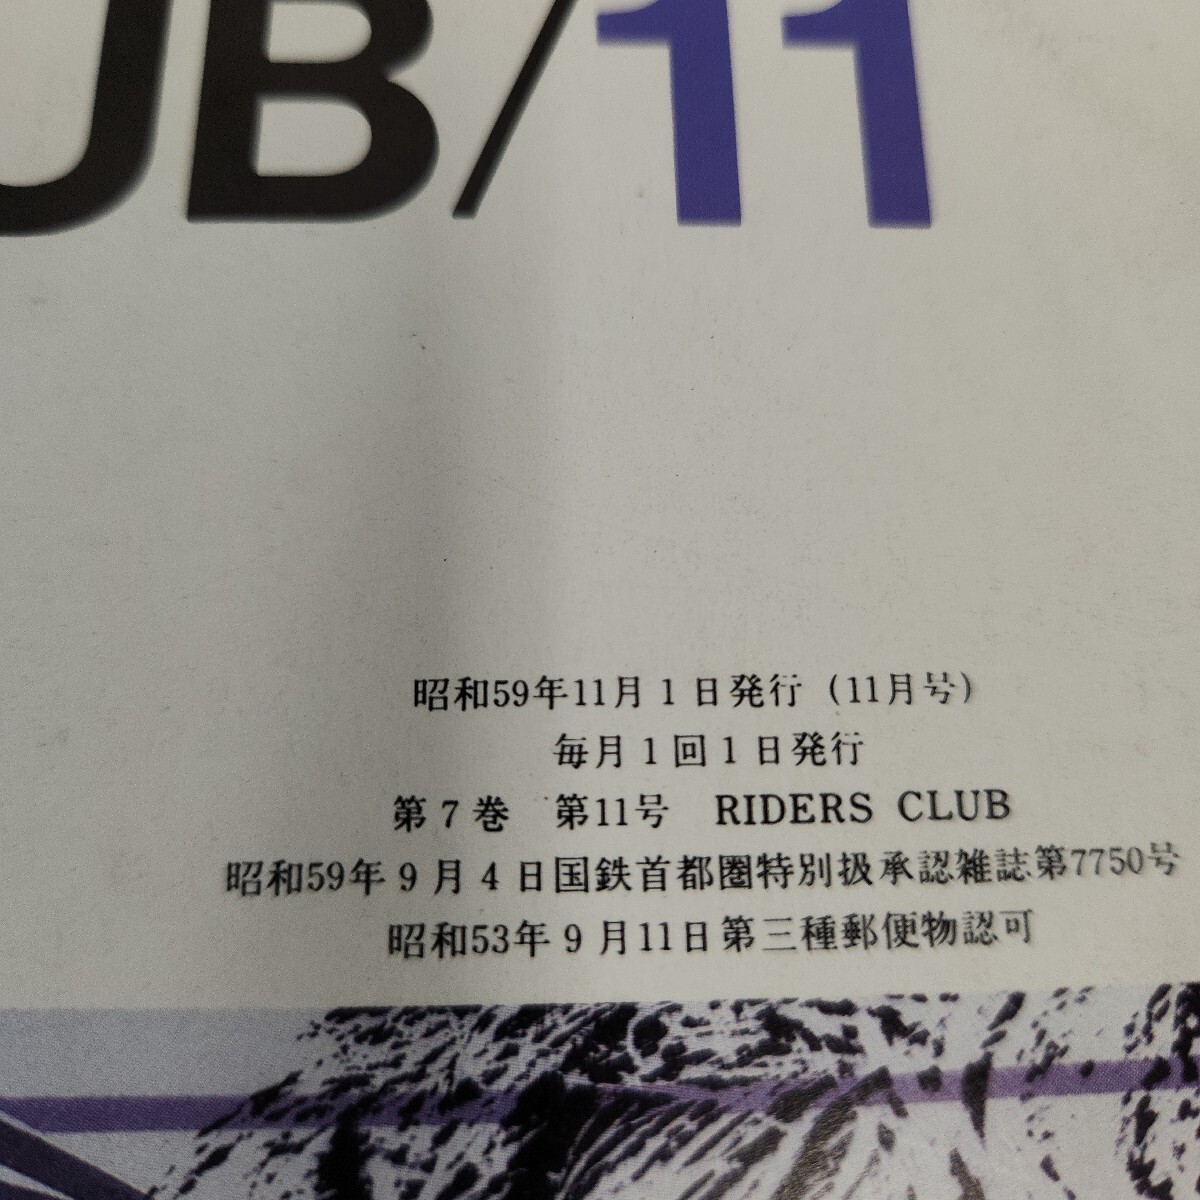 UB/11
昭和59年11月1日発行(11月号)
毎月1回1日発行
第7巻 第11号 RIDERS CLUB
昭和59年9月4日国鉄首都圏特別扱承認雑誌第7750号
昭和53年9月11日第三種郵便物認可